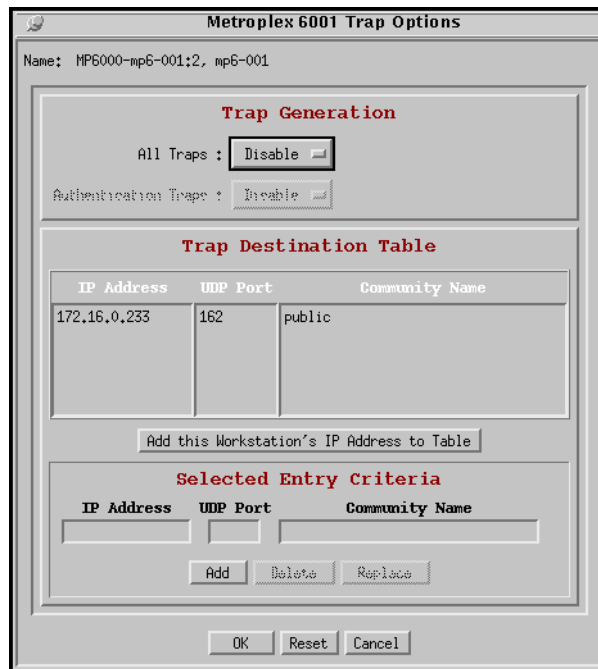 Metroplex 6001 Trap Options
Name: MP6000-mp6-001:2, mp6-001
Trap Generation
All Traps : Disable
Authentication Traps : Disable
Trap Destination Table
IP Address UDP Port Community Name
172.16.0.233 162 public
Add this Workstation's IP Address to Table
Selected Entry Criteria
IP Address UDP Port Community Name
Add Delete Replace
OK Reset Cancel